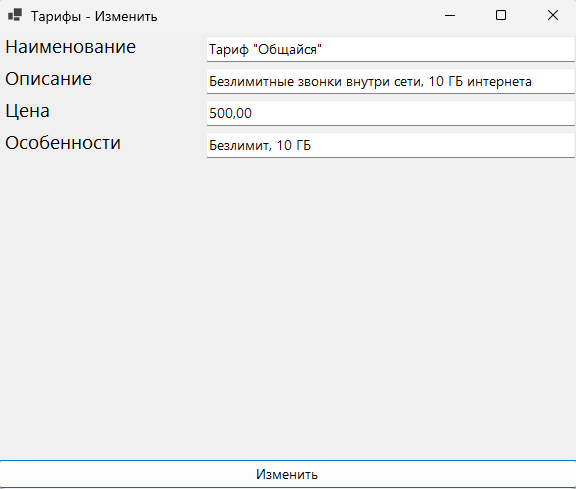 Тарифы - Изменить
Наименование Тариф "Общайся"
Описание Безлимитные звонки внутри сети, 10 ГБ интернета
Цена 500,00
Особенности Безлимит, 10 ГБ
Изменить